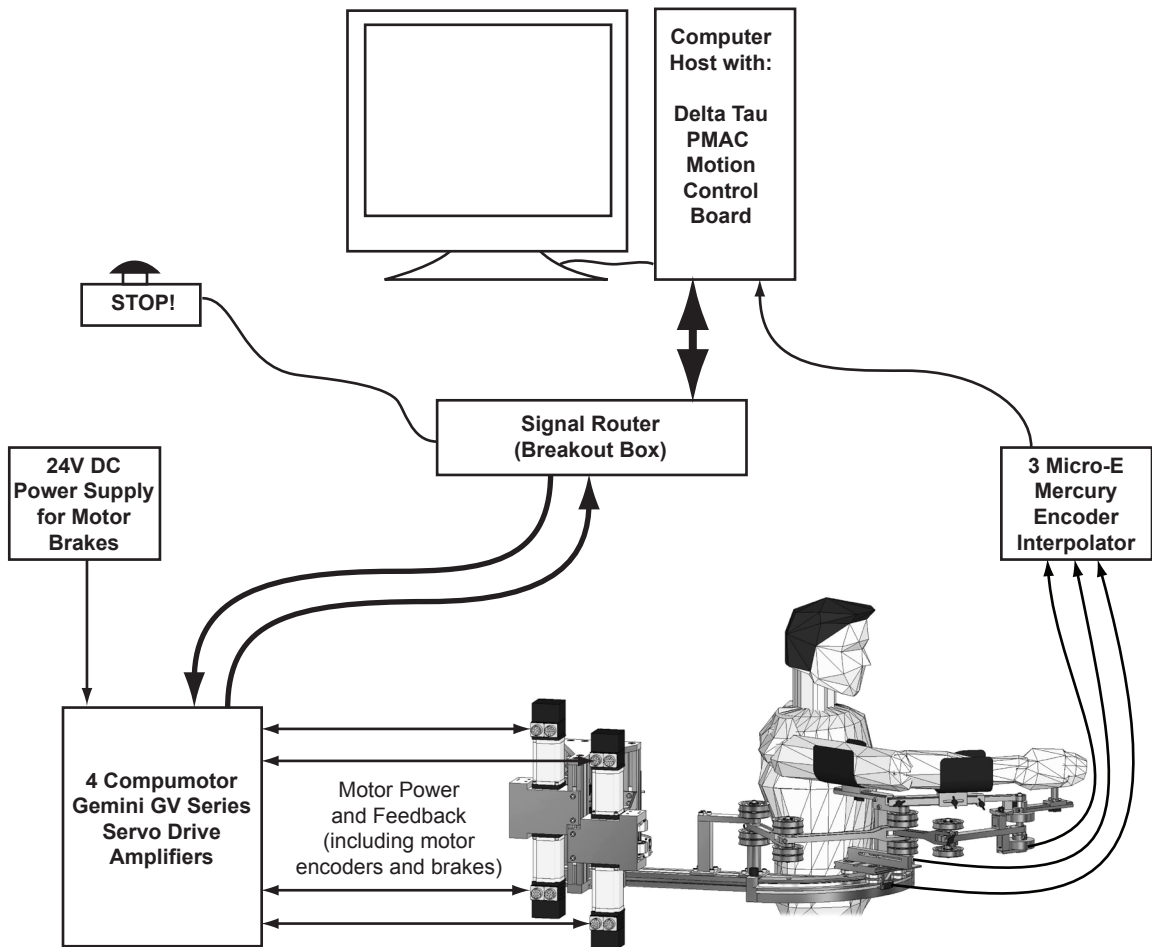 Computer
Host with:
Delta Tau
PMAC
Motion
Control
Board
STOP!
Signal Router
(Breakout Box)
24V DC
Power Supply
for Motor
Brakes
3 Micro-E
Mercury
Encoder
Interpolator
4 Compumotor
Gemini GV Series
Servo Drive
Amplifiers
Motor Power
and Feedback
(including motor
encoders and brakes)